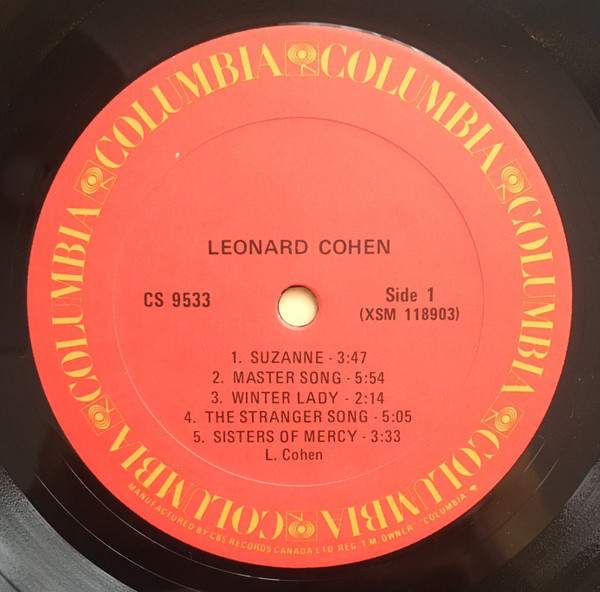 COLUMBIA COLUMBIA COLUMBIA COLUMBIA COLUMBIA COLUMBIA COLUMBIA COLUMBIA
LEONARD COHEN
CS 9533
Side 1
(XSM 118903)
1. SUZANNE - 3:47
2. MASTER SONG - 5:54
3. WINTER LADY - 2:14
4. THE STRANGER SONG - 5:05
5. SISTERS OF MERCY - 3:33
L. Cohen
MANUFACTURED BY CBS RECORDS CANADA LTD REG. T.M. OWNER "COLUMBIA"